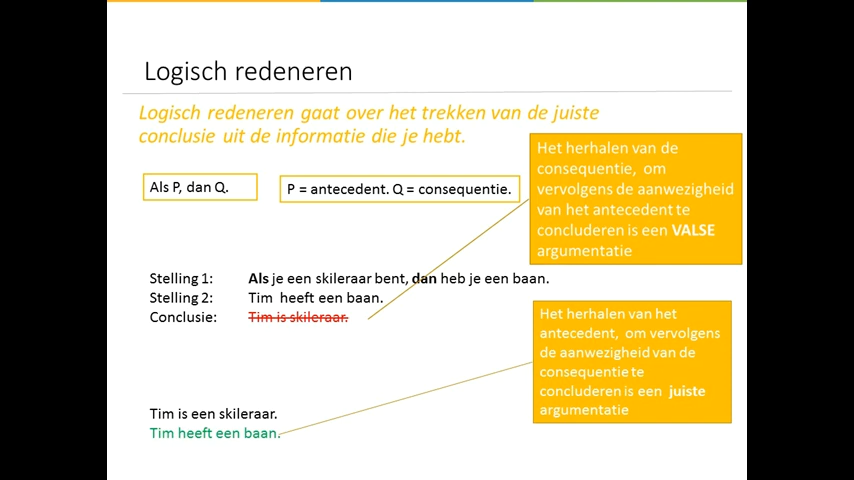 Logisch redeneren
Logisch redeneren gaat over het trekken van de juiste
conclusie uit de informatie die je hebt.
Het herhalen van de
consequentie, om
vervolgens de aanwezigheid
van het antecedent te
concluderen is een VALSE
argumentatie
Als P, dan Q.
P = antecedent. Q = consequentie.
Stelling 1: Als je een skileraar bent, dan heb je een baan.
Stelling 2: Tim heeft een baan.
Conclusie: Tim is skileraar.
Het herhalen van het
antecedent, om vervolgens
de aanwezigheid van de
consequentie te
concluderen is een juiste
argumentatie
Tim is een skileraar.
Tim heeft een baan.